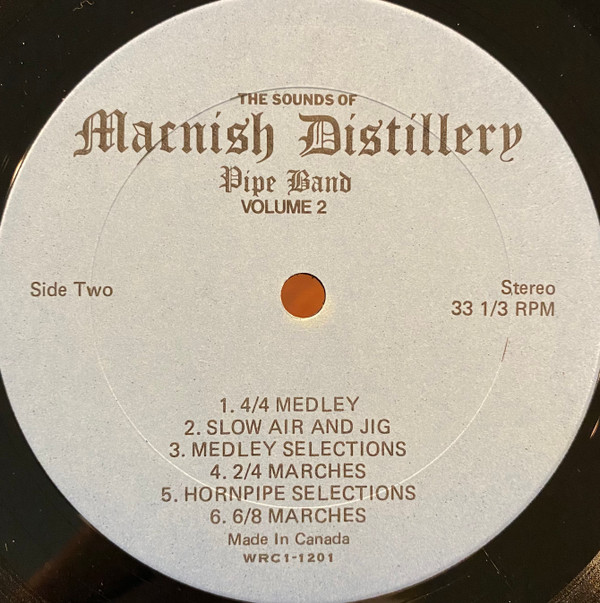 THE SOUNDS OF
Macnish Distillery
Pipe Band
VOLUME 2
Side Two
Stereo
33 1/3 RPM
1. 4/4 MEDLEY
2. SLOW AIR AND JIG
3. MEDLEY SELECTIONS
4. 2/4 MARCHES
5. HORNPIPE SELECTIONS
6. 6/8 MARCHES
Made In Canada
WRC1-1201